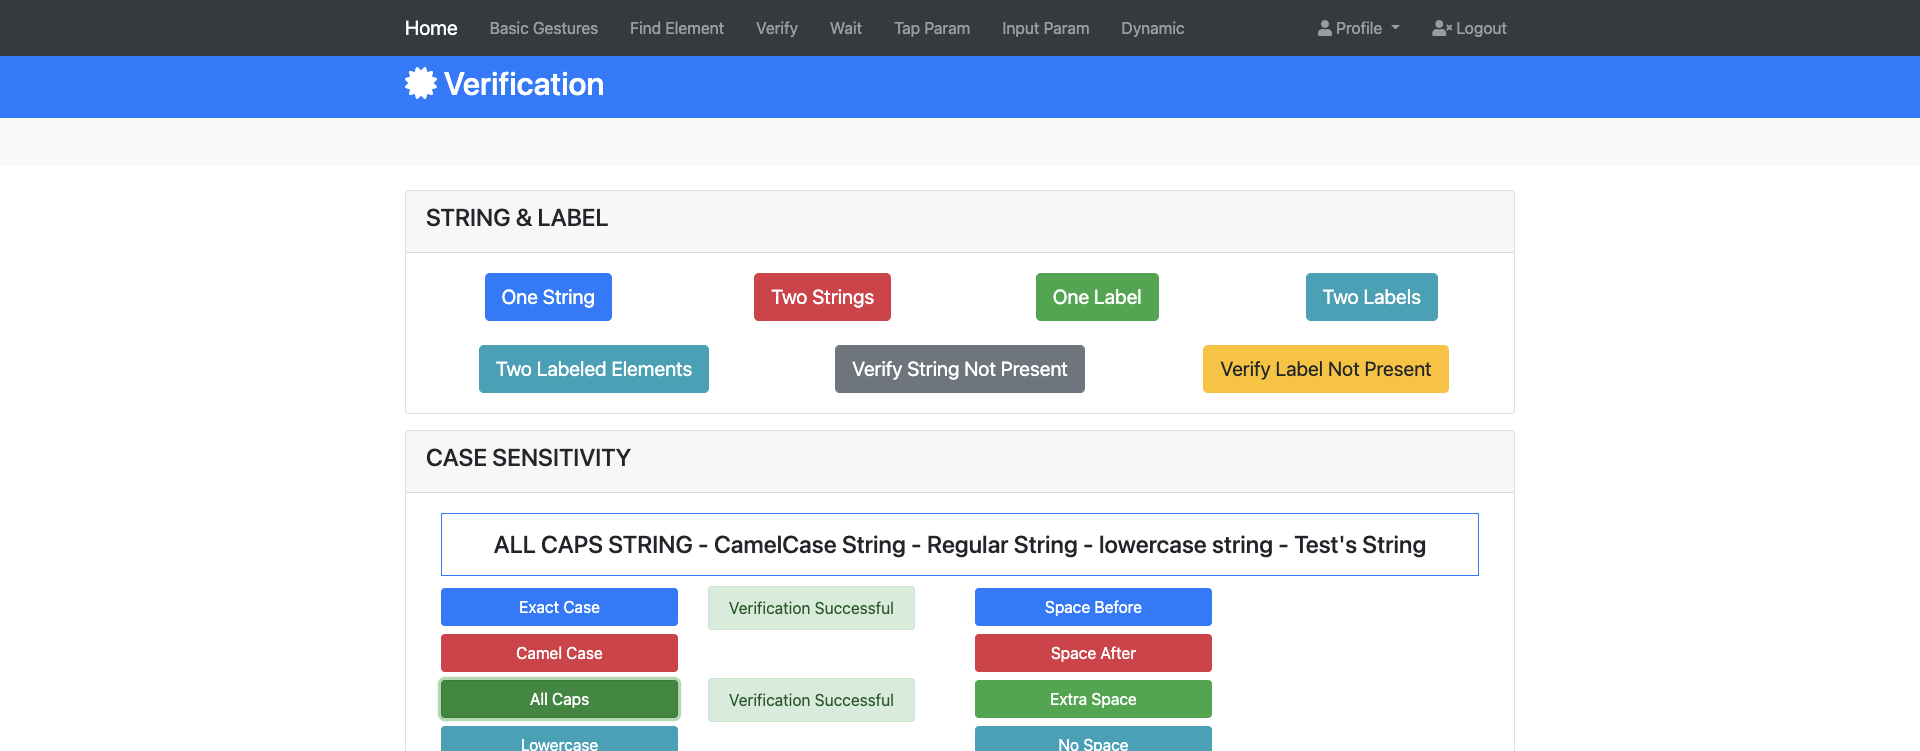 Home Basic Gestures Find Element Verify Wait Tap Param Input Param Dynamic Profile Logout
Verification
STRING & LABEL
One String Two Strings One Label Two Labels
Two Labeled Elements Verify String Not Present Verify Label Not Present
CASE SENSITIVITY
ALL CAPS STRING - CamelCase String - Regular String - lowercase string - Test's String
Exact Case Verification Successful Space Before
Camel Case Space After
All Caps Verification Successful Extra Space
Lowercase No Space